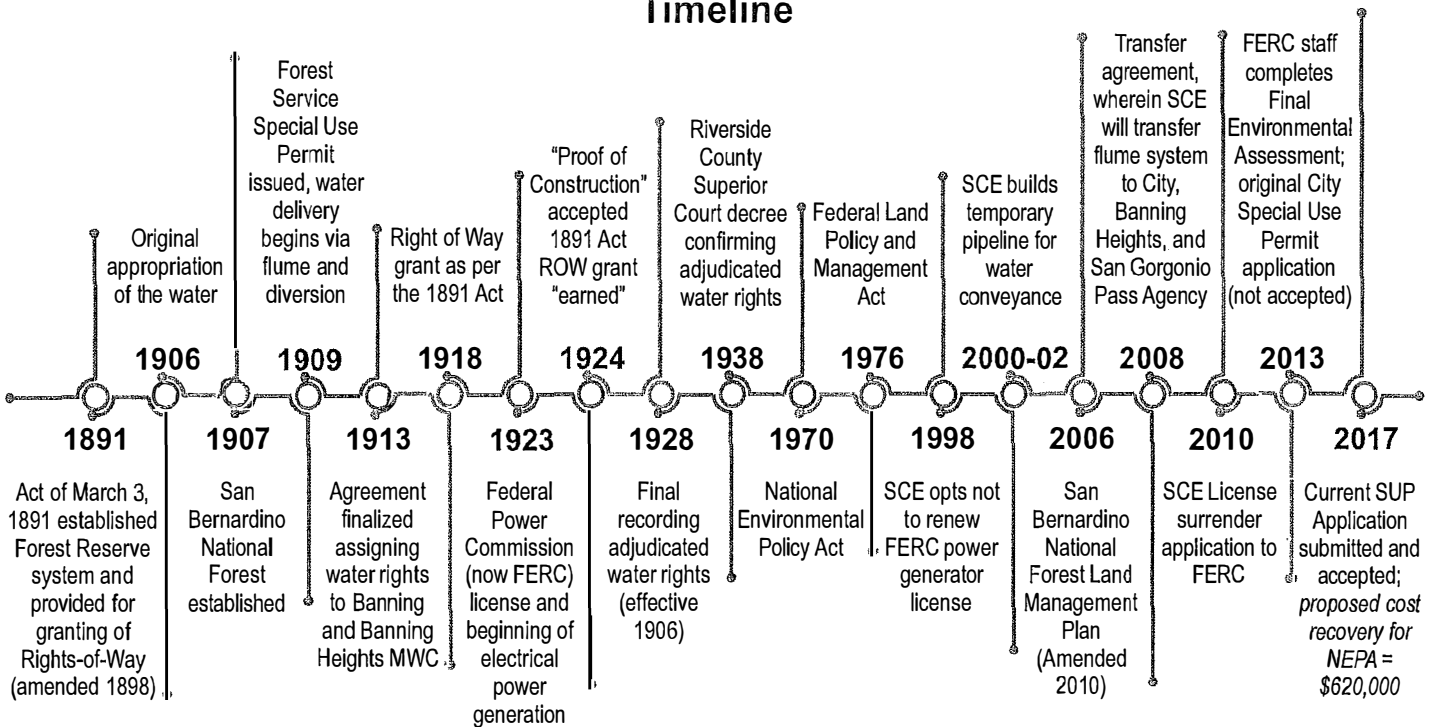 Timeline
1891
Act of March 3,
1891 established
Forest Reserve
system and
provided for
granting of
Rights-of-Way
(amended 1898)
Original
appropriation
of the water
1906
1907
San
Bernardino
National
Forest
established
Forest
Service
Special Use
Permit
issued, water
delivery
begins via
flume and
diversion
1909
1913
Agreement
finalized
assigning
water rights
to Banning
and Banning
Heights MWC
Right of Way
grant as per
the 1891 Act
1918
1923
Federal
Power
Commission
(now FERC)
license and
beginning of
electrical
power
generation
"Proof of
Construction"
accepted
1891 Act
ROW grant
"earned"
1924
1928
Final
recording
adjudicated
water rights
(effective
1906)
Riverside
County
Superior
Court decree
confirming
adjudicated
water rights
1938
1970
National
Environmental
Policy Act
Federal Land
Policy and
Management
Act
1976
1998
SCE opts not
to renew
FERC power
generator
license
SCE builds
temporary
pipeline for
water
conveyance
2000-02
2006
San
Bernardino
National
Forest Land
Management
Plan
(Amended
2010)
Transfer
agreement,
wherein SCE
will transfer
flume system
to City,
Banning
Heights, and
San Gorgonio
Pass Agency
2008
2010
SCE License
surrender
application to
FERC
FERC staff
completes
Final
Environmental
Assessment;
original City
Special Use
Permit
application
(not accepted)
2013
2017
Current SUP
Application
submitted and
accepted;
proposed cost
recovery for
NEPA =
$620,000